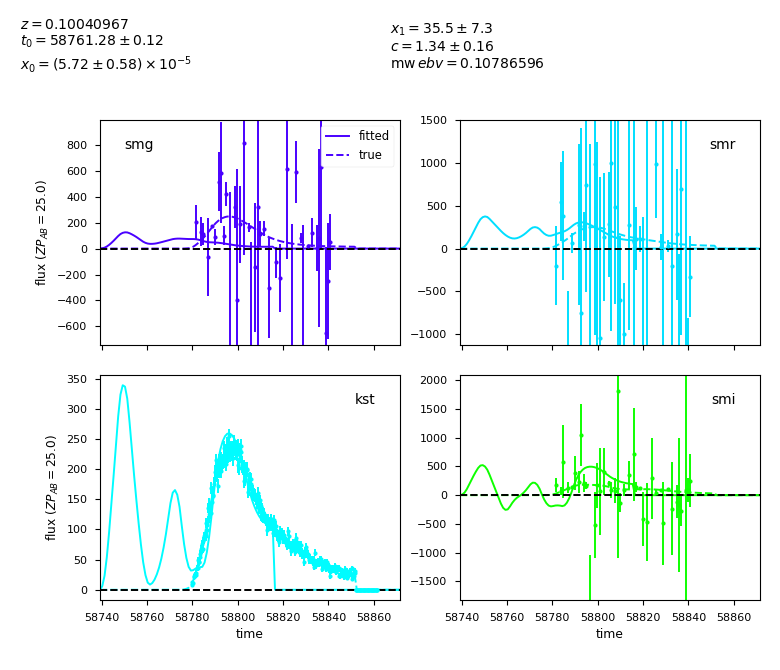 z = 0.10040967
t₀ = 58761.28 ± 0.12
x₀ = (5.72 ± 0.58) × 10⁻⁵
x₁ = 35.5 ± 7.3
c = 1.34 ± 0.16
mwebv = 0.10786596
smg
fitted
true
800
600
400
200
0
−200
−400
−600
flux (ZP_AB = 25.0)
smr
1500
1000
500
0
−500
−1000
kst
350
300
250
200
150
100
50
0
flux (ZP_AB = 25.0)
58740 58760 58780 58800 58820 58840 58860
time
smi
2000
1500
1000
500
0
−500
−1000
−1500
58740 58760 58780 58800 58820 58840 58860
time